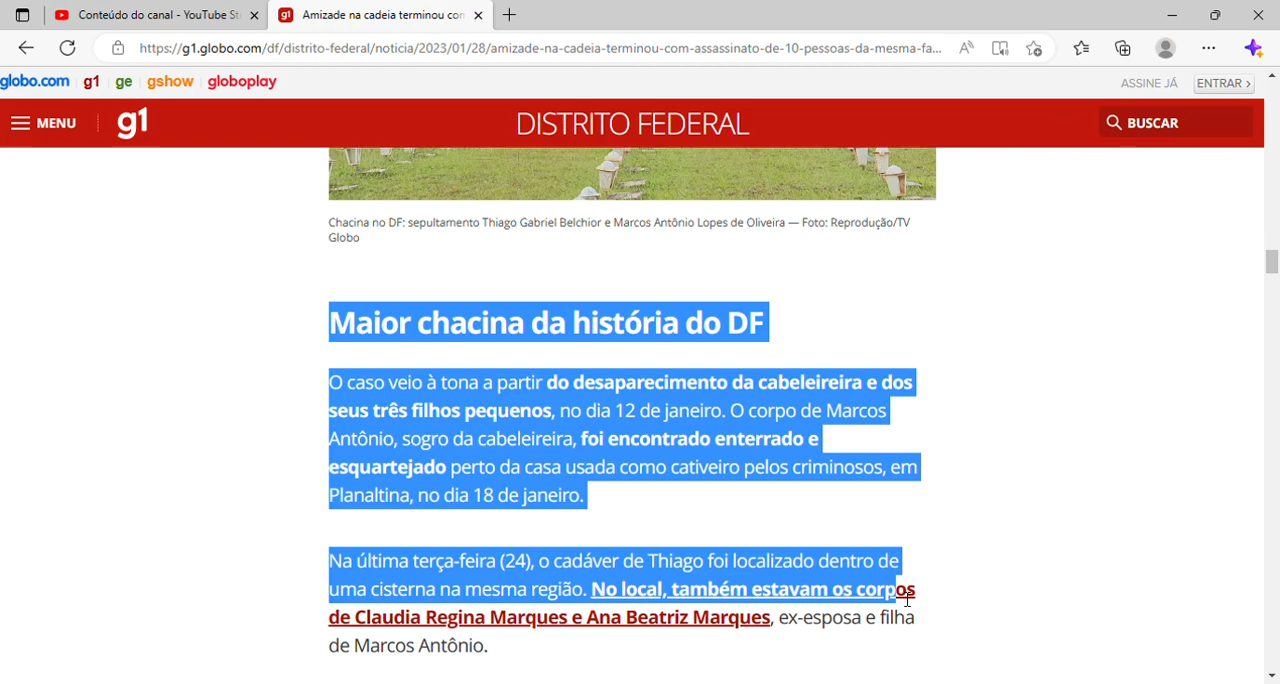 Conteúdo do canal - YouTube St
Amizade na cadeia terminou con
https://g1.globo.com/df/distrito-federal/noticia/2023/01/28/amizade-na-cadeia-terminou-com-assassinato-de-10-pessoas-da-mesma-fa...
globo.com g1 ge gshow globoplay
ASSINE JÁ ENTRAR ›
MENU g1 DISTRITO FEDERAL BUSCAR
Chacina no DF: sepultamento Thiago Gabriel Belchior e Marcos Antônio Lopes de Oliveira — Foto: Reprodução/TV
Globo
Maior chacina da história do DF
O caso veio à tona a partir do desaparecimento da cabeleireira e dos
seus três filhos pequenos, no dia 12 de janeiro. O corpo de Marcos
Antônio, sogro da cabeleireira, foi encontrado enterrado e
esquartejado perto da casa usada como cativeiro pelos criminosos, em
Planaltina, no dia 18 de janeiro.
Na última terça-feira (24), o cadáver de Thiago foi localizado dentro de
uma cisterna na mesma região. No local, também estavam os corpos
de Claudia Regina Marques e Ana Beatriz Marques, ex-esposa e filha
de Marcos Antônio.